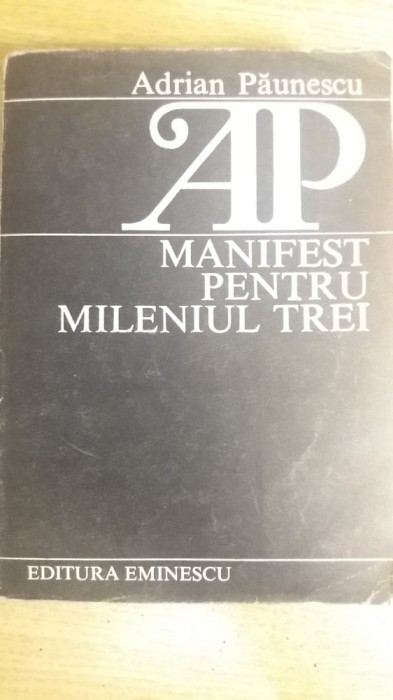 Adrian Păunescu
AP
MANIFEST
PENTRU
MILENIUL TREI
EDITURA EMINESCU